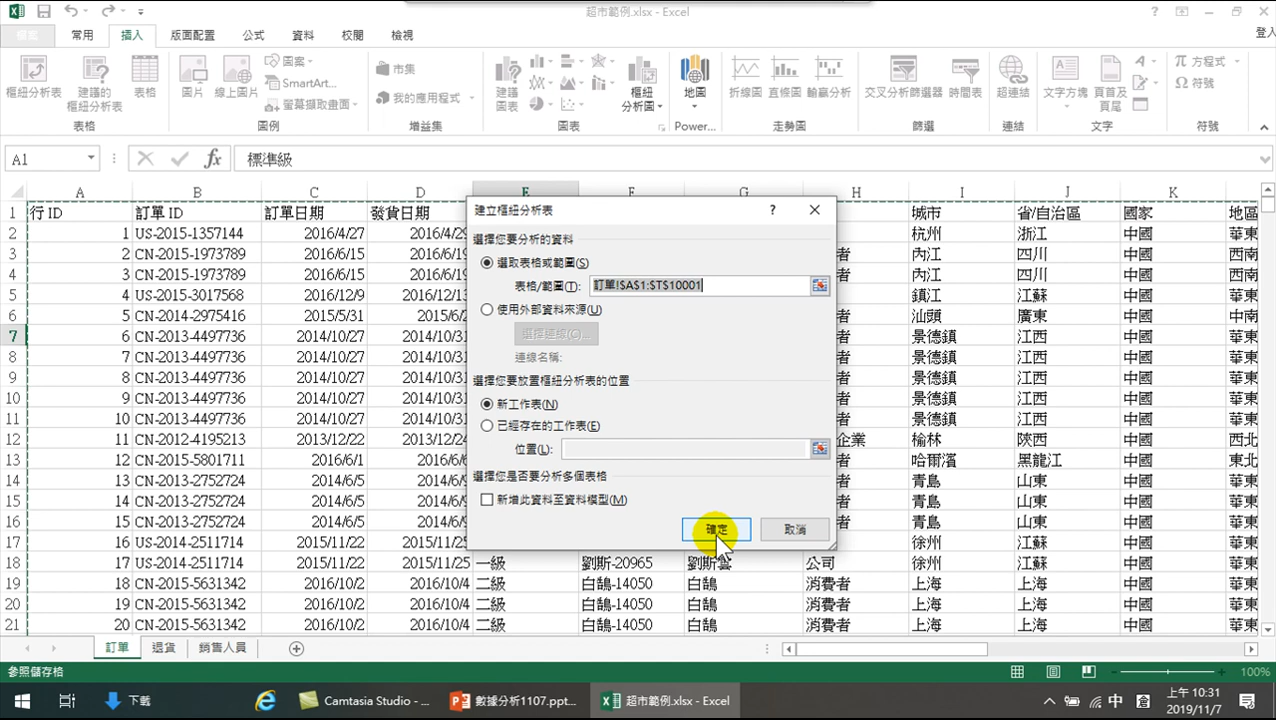 超市範例.xlsx - Excel
?
登入
檔案 常用 插入 版面配置 公式 資料 校閱 檢視
樞紐分析表 建議的樞紐分析表 表格
圖片 線上圖片 圖案 SmartArt... 螢幕擷取畫面
市集 我的應用程式
建議圖表 樞紐分析圖 地圖
折線圖 直條圖 輸贏分析
交叉分析篩選器 時間表 超連結
文字方塊 頁首及頁尾
π 方程式
Ω 符號
表格 圖例 增益集 圖表 Power... 走勢圖 篩選 連結 文字 符號
A1 fx 標準級
A B C D E F G H I J K
1 行 ID 訂單 ID 訂單日期 發貨日期 城市 省/自治區 國家 地區
2 1 US-2015-1357144 2016/4/27 2016/4/29 杭州 浙江 中國 華東
3 2 CN-2015-1973789 2016/6/15 者 內江 四川 中國
4 3 CN-2015-1973789 2016/6/15 者 內江 四川 中國
5 4 US-2015-3017568 鎮江 江蘇 中國 華東
6 5 CN-2014-2975416 2015/5/31 汕頭 廣東 中國 中南
7 6 CN-2013-4497736 2014/10/27 2014/10/31 者 景德鎮 江西 中國 華東
8 7 CN-2013-4497736 2014/10/27 2014/10/31 者 景德鎮 江西 中國 華東
9 8 CN-2013-4497736 2014/10/27 2014/10/31 者 景德鎮 江西 中國 華東
10 9 CN-2013-4497736 2014/10/27 2014/10/31 者 景德鎮 江西 中國 華東
11 10 CN-2013-4497736 2014/10/27 2014/10/31 者 景德鎮 江西 中國 華東
12 11 CN-2012-4195213 2013/12/22 2013/12/24 企業 榆林 陝西 中國 西北
13 12 CN-2015-5801711 2016/6/1 者 哈爾濱 黑龍江 中國 東北
14 13 CN-2013-2752724 2014/6/5 者 青島 山東 中國 華東
15 14 CN-2013-2752724 2014/6/5 者 青島 山東 中國 華東
16 15 CN-2013-2752724 2014/6/5 者 青島 山東 中國 華東
17 16 US-2014-2511714 2015/11/22 徐州 江蘇 中國 華東
18 17 US-2014-2511714 2015/11/22 2015/11/25 一級 劉斯-20965 劉斯雲 公司 徐州 江蘇 中國 華東
19 18 CN-2015-5631342 2016/10/2 2016/10/4 二級 白鵠-14050 白鵠 消費者 上海 上海 中國 華東
20 19 CN-2015-5631342 2016/10/2 2016/10/4 二級 白鵠-14050 白鵠 消費者 上海 上海 中國 華東
21 20 CN-2015-5631342 2016/10/2 2016/10/4 二級 白鵠-14050 白鵠 消費者 上海 上海 中國 華東
建立樞紐分析表 ?
選擇您要分析的資料
選取表格或範圍(S)
表格/範圍(T): 訂單!$A$1:$T$10001
使用外部資料來源(U)
選擇連線(C)...
連線名稱:
選擇您要放置樞紐分析表的位置
新工作表(N)
已經存在的工作表(E)
位置(L):
選擇您是否要分析多個表格
新增此資料至資料模型(M)
確定 取消
訂單 退貨 銷售人員
參照儲存格 100%
下載 Camtasia Studio - ... 數據分析1107.ppt... 超市範例.xlsx - Excel 中 倉 上午 10:31
2019/11/7